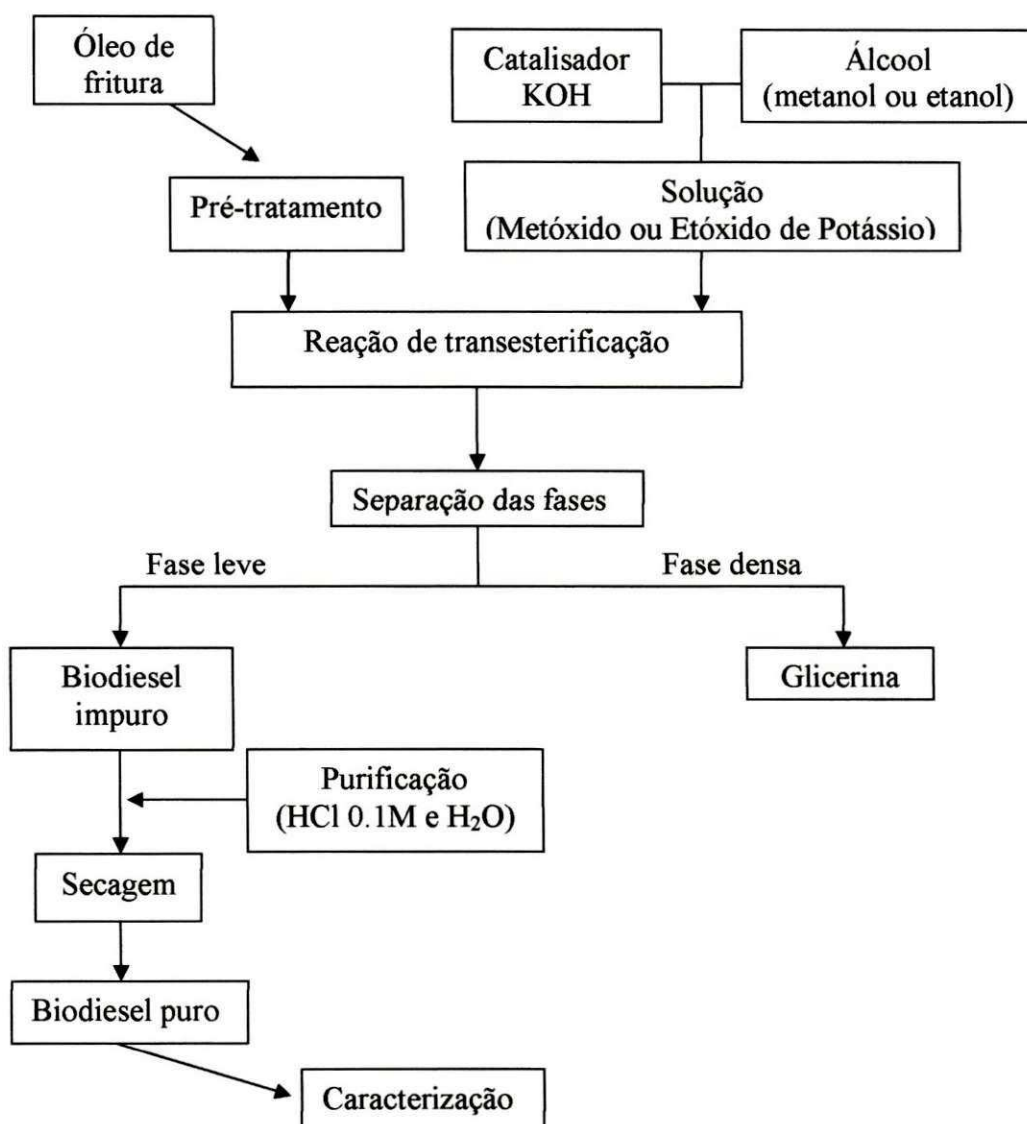 Óleo de
fritura
Catalisador
KOH
Álcool
(metanol ou etanol)
Pré-tratamento
Solução
(Metóxido ou Etóxido de Potássio)
Reação de transesterificação
Separação das fases
Fase leve
Fase densa
Biodiesel
impuro
Glicerina
Purificação
(HCl 0.1M e H₂O)
Secagem
Biodiesel puro
Caracterização